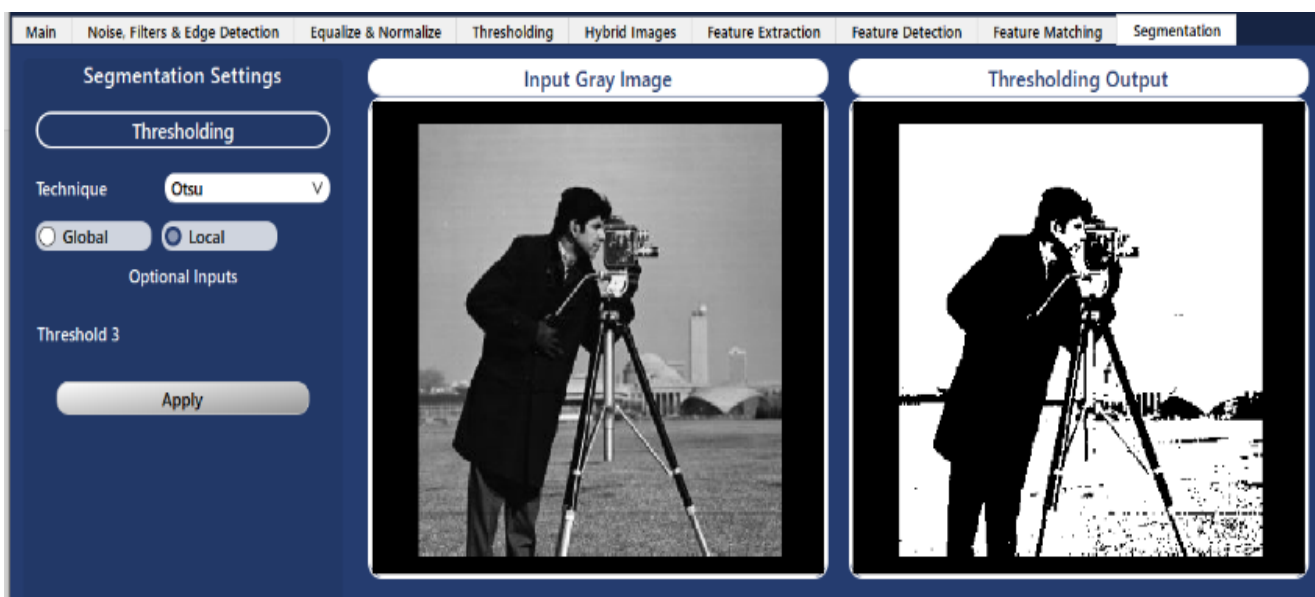 Main Noise, Filters & Edge Detection Equalize & Normalize Thresholding Hybrid Images Feature Extraction Feature Detection Feature Matching Segmentation
Segmentation Settings
Thresholding
Technique Otsu V
Global Local
Optional Inputs
Threshold 3
Apply
Input Gray Image
Thresholding Output